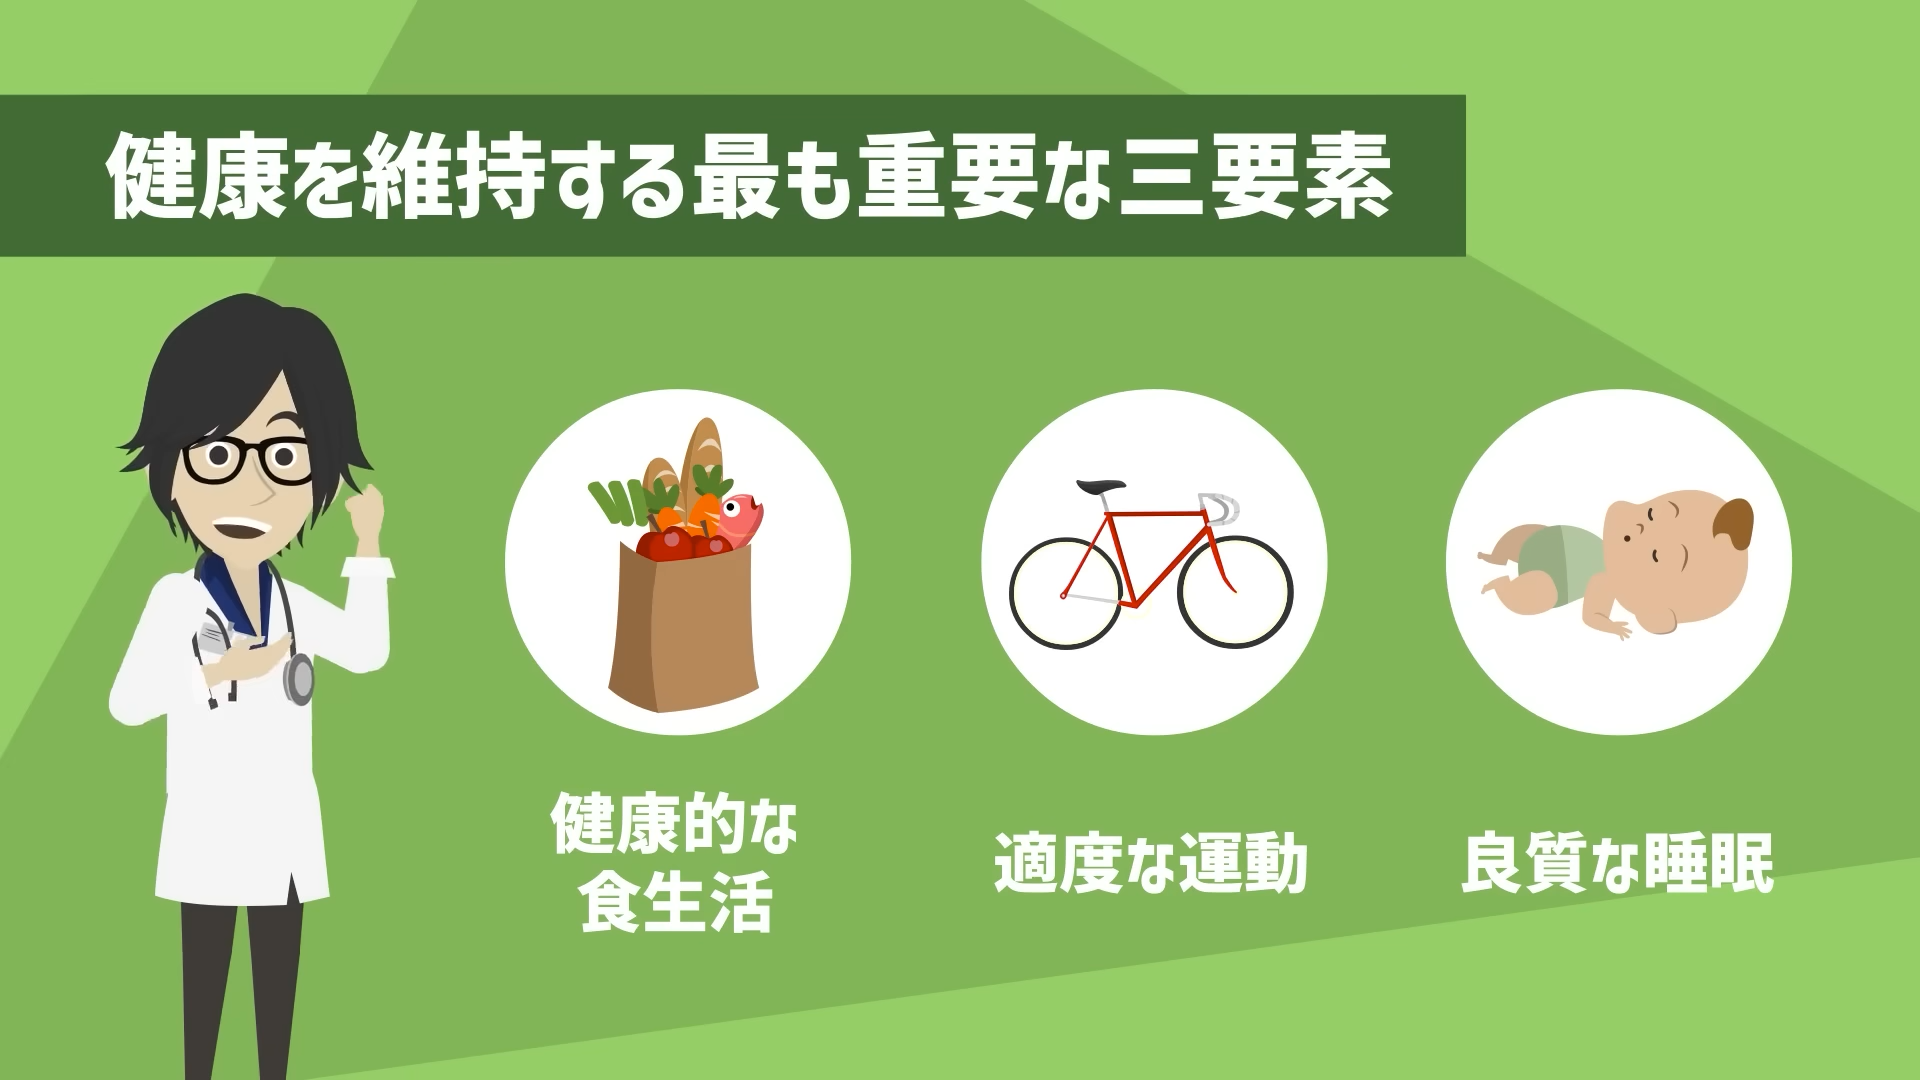 健康を維持する最も重要な三要素
健康的な
食生活
適度な運動
良質な睡眠